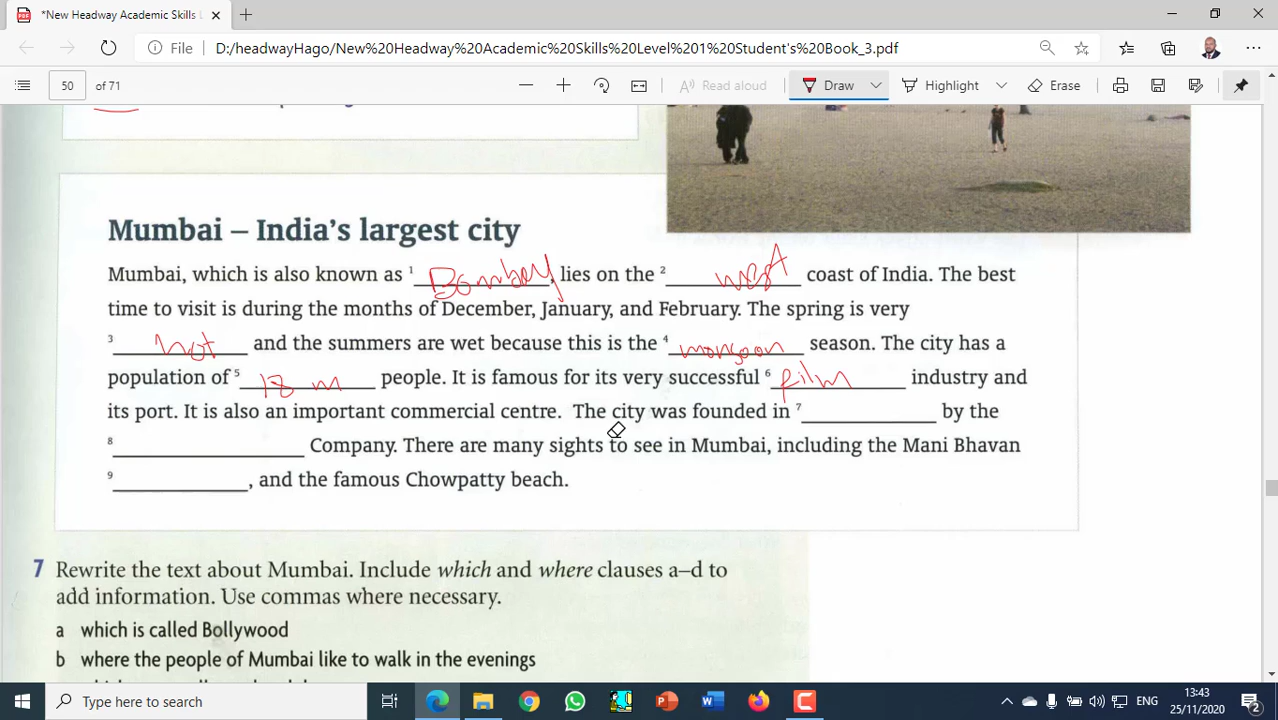 *New Headway Academic Skills L
File D:/headwayHago/New%20Headway%20Academic%20Skills%20Level%201%20Student's%20Book_3.pdf
50 of 71 Read aloud Draw Highlight Erase
Mumbai – India's largest city
Mumbai, which is also known as 1 Bombay, lies on the 2 west coast of India. The best
time to visit is during the months of December, January, and February. The spring is very
3 hot and the summers are wet because this is the 4 monsoon season. The city has a
population of 5 18 m people. It is famous for its very successful 6 film industry and
its port. It is also an important commercial centre. The city was founded in 7 by the
8 Company. There are many sights to see in Mumbai, including the Mani Bhavan
9 , and the famous Chowpatty beach.
7 Rewrite the text about Mumbai. Include which and where clauses a–d to
add information. Use commas where necessary.
a which is called Bollywood
b where the people of Mumbai like to walk in the evenings
Type here to search
ENG
13:43
25/11/2020
2